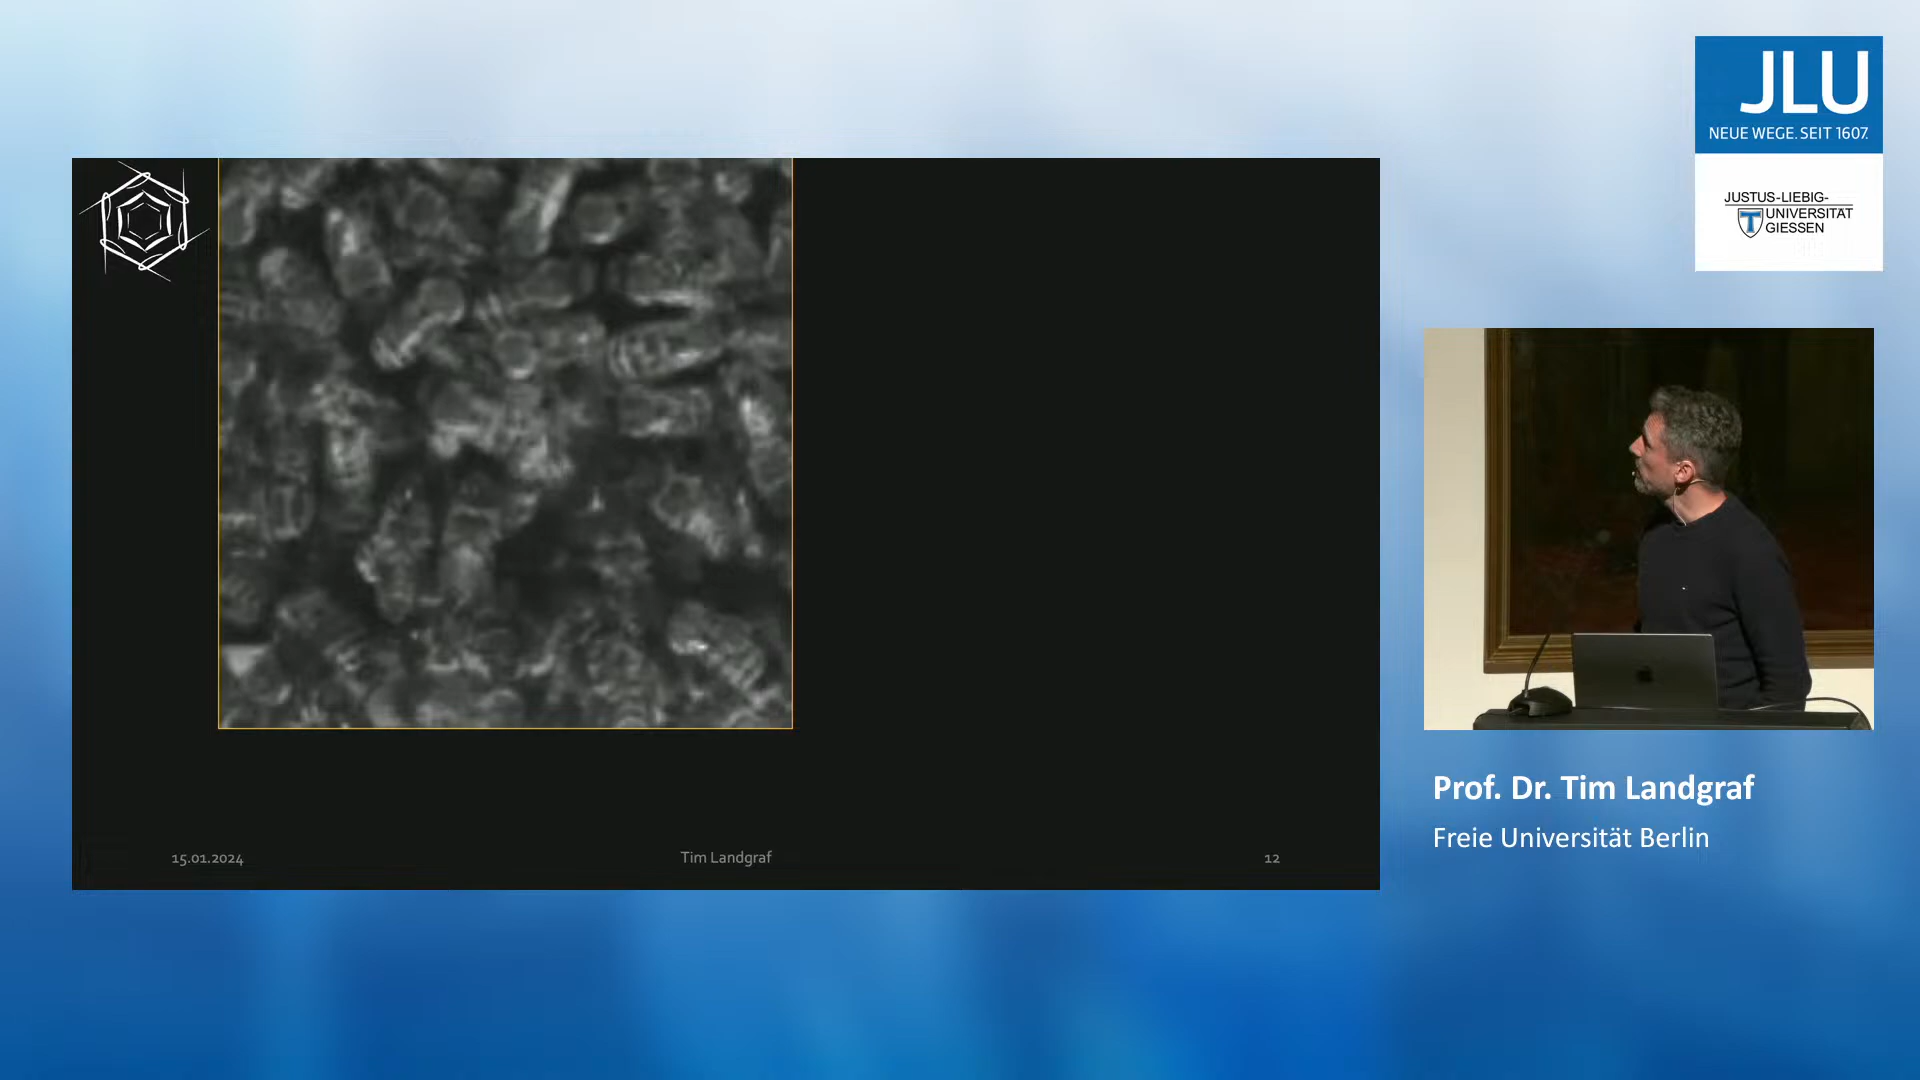 JLU
NEUE WEGE. SEIT 1607.
JUSTUS-LIEBIG-
UNIVERSITÄT
GIESSEN
15.01.2024
Tim Landgraf
12
Prof. Dr. Tim Landgraf
Freie Universität Berlin